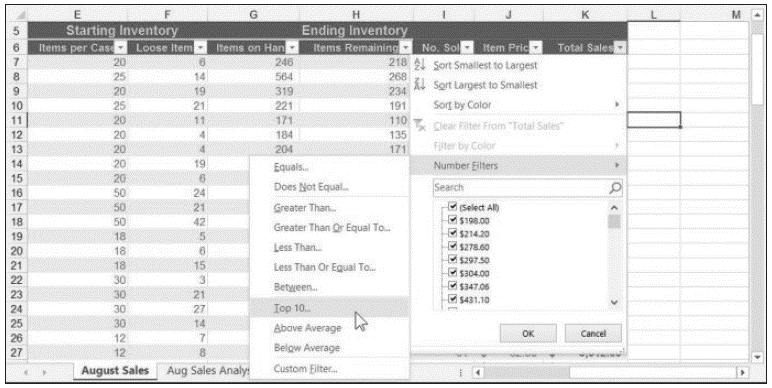 E F G H I J K L M
5 Starting Inventory Ending Inventory
6 Items per Case Loose Item Items on Han Items Remaining No. Sol Item Pric Total Sales
7 20 6 246 218
8 25 14 564 268
9 20 19 319 234
10 25 21 221 191
11 20 11 171 110
12 20 4 184 135
13 20 4 204 171
14 20 19
15 20 6
16 50 24
17 50 21
18 50 42
19 18 5
20 18 6
21 18 15
22 30 3
23 30 21
24 30 27
25 30 14
26 12 7
27 12 8
Sort Smallest to Largest
Sort Largest to Smallest
Sort by Color
Clear Filter From "Total Sales"
Filter by Color
Number Filters
Search
(Select All)
$198.00
$214.20
$278.60
$297.50
$304.00
$347.06
$431.10
OK Cancel
Equals...
Does Not Equal...
Greater Than...
Greater Than Or Equal To...
Less Than...
Less Than Or Equal To...
Between...
Top 10...
Above Average
Below Average
Custom Filter...
August Sales Aug Sales Analys